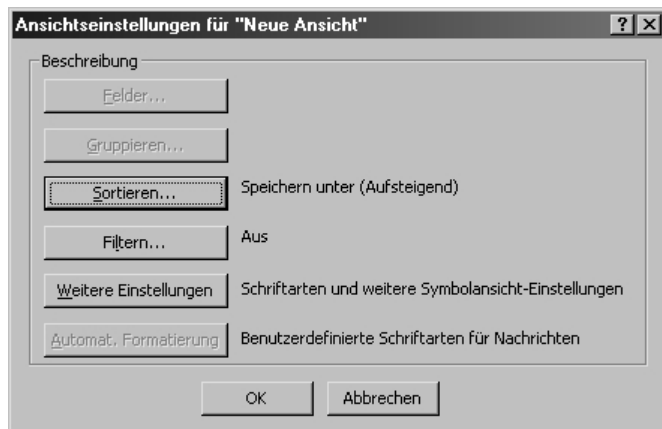 Ansichtseinstellungen für "Neue Ansicht"
Beschreibung
Felder...
Gruppieren...
Sortieren... Speichern unter (Aufsteigend)
Filtern... Aus
Weitere Einstellungen Schriftarten und weitere Symbolansicht-Einstellungen
Automat. Formatierung Benutzerdefinierte Schriftarten für Nachrichten
OK Abbrechen